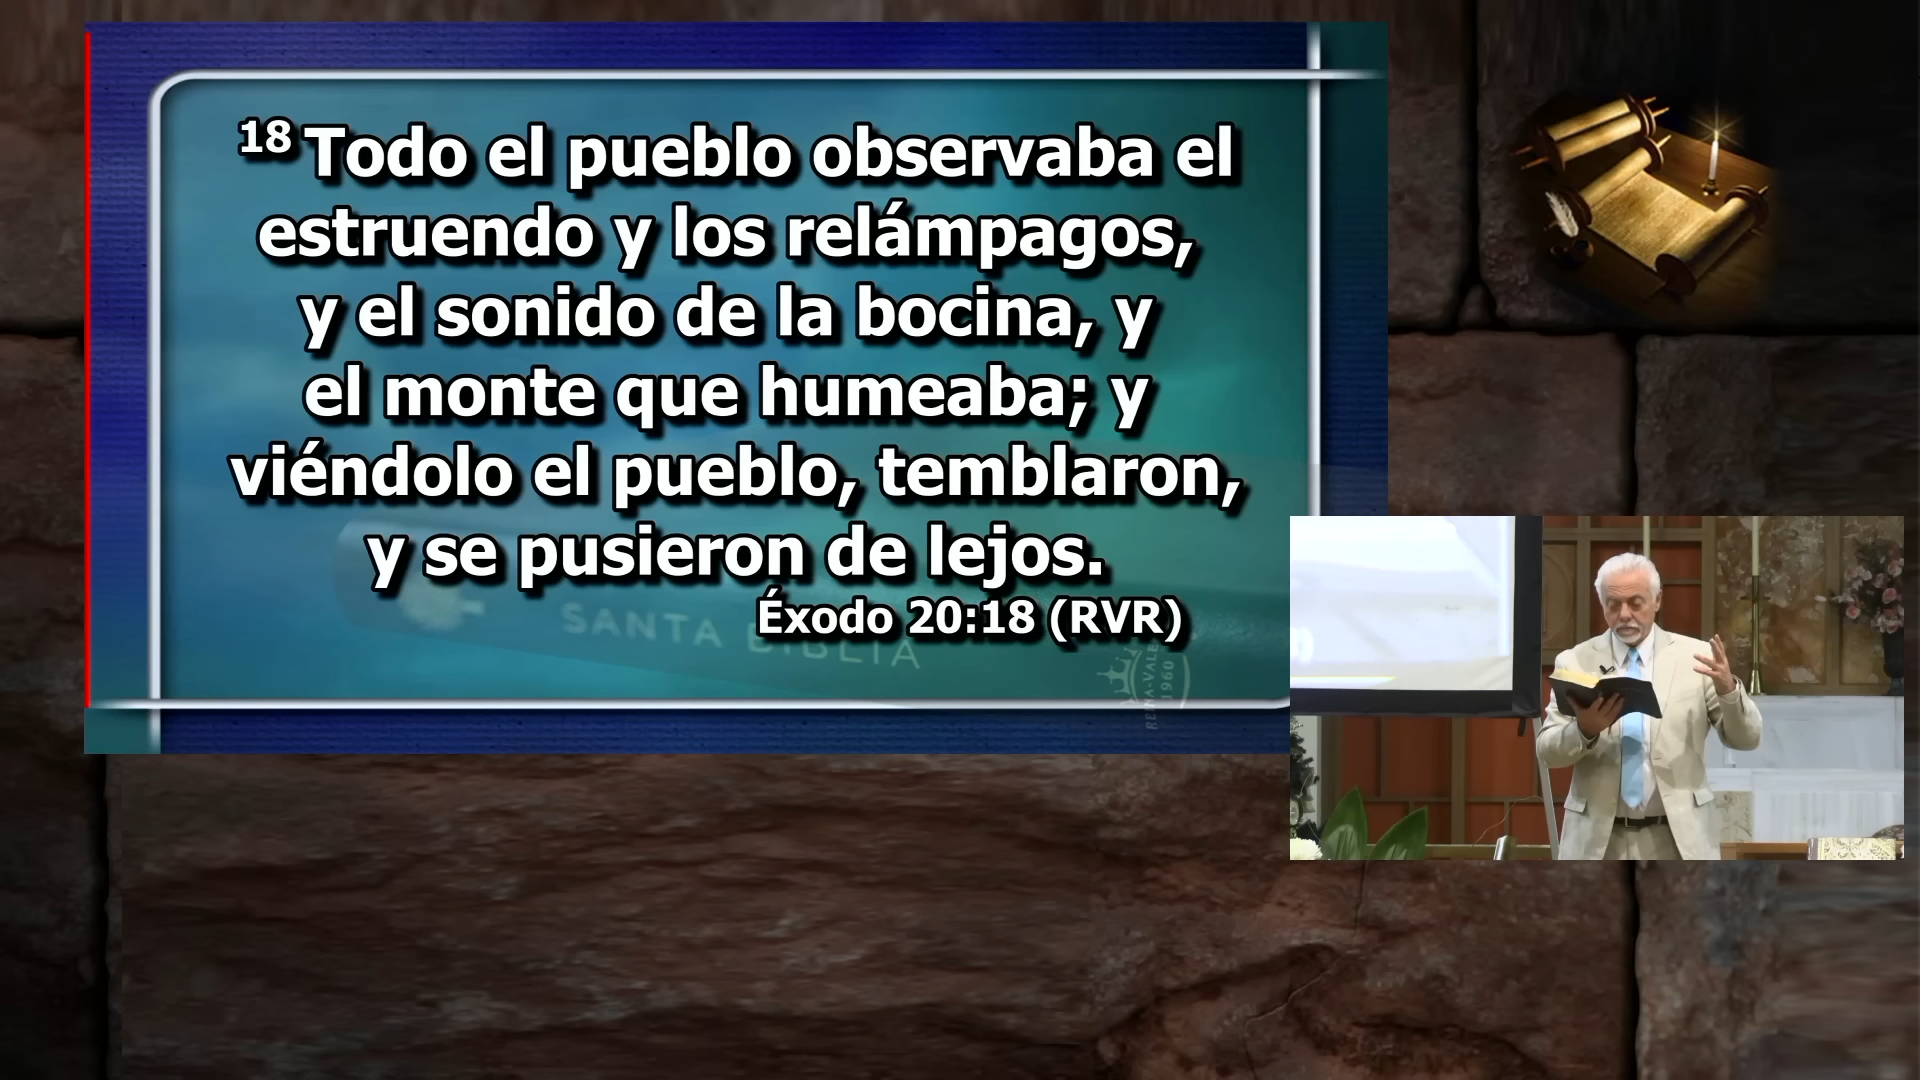 18 Todo el pueblo observaba el
estruendo y los relámpagos,
y el sonido de la bocina, y
el monte que humeaba; y
viéndolo el pueblo, temblaron,
y se pusieron de lejos.
Éxodo 20:18 (RVR)
SANTA BIBLIA
1960